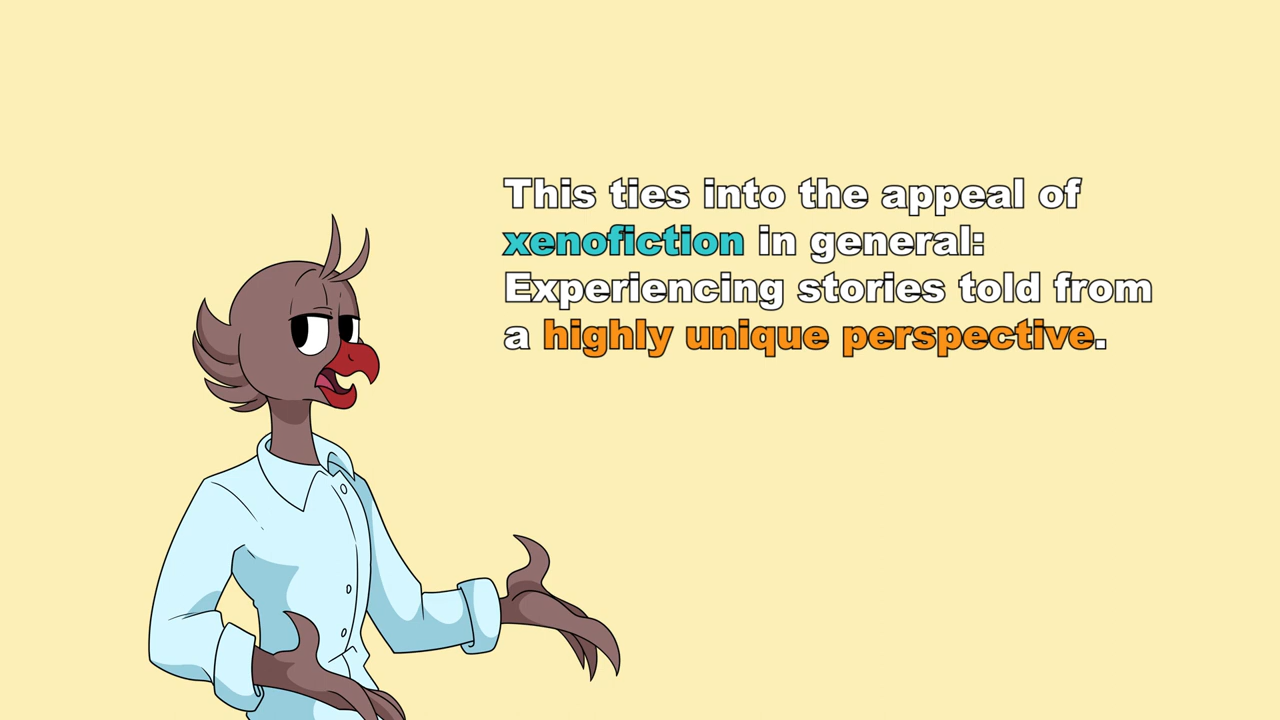 This ties into the appeal of
xenofiction in general:
Experiencing stories told from
a highly unique perspective.